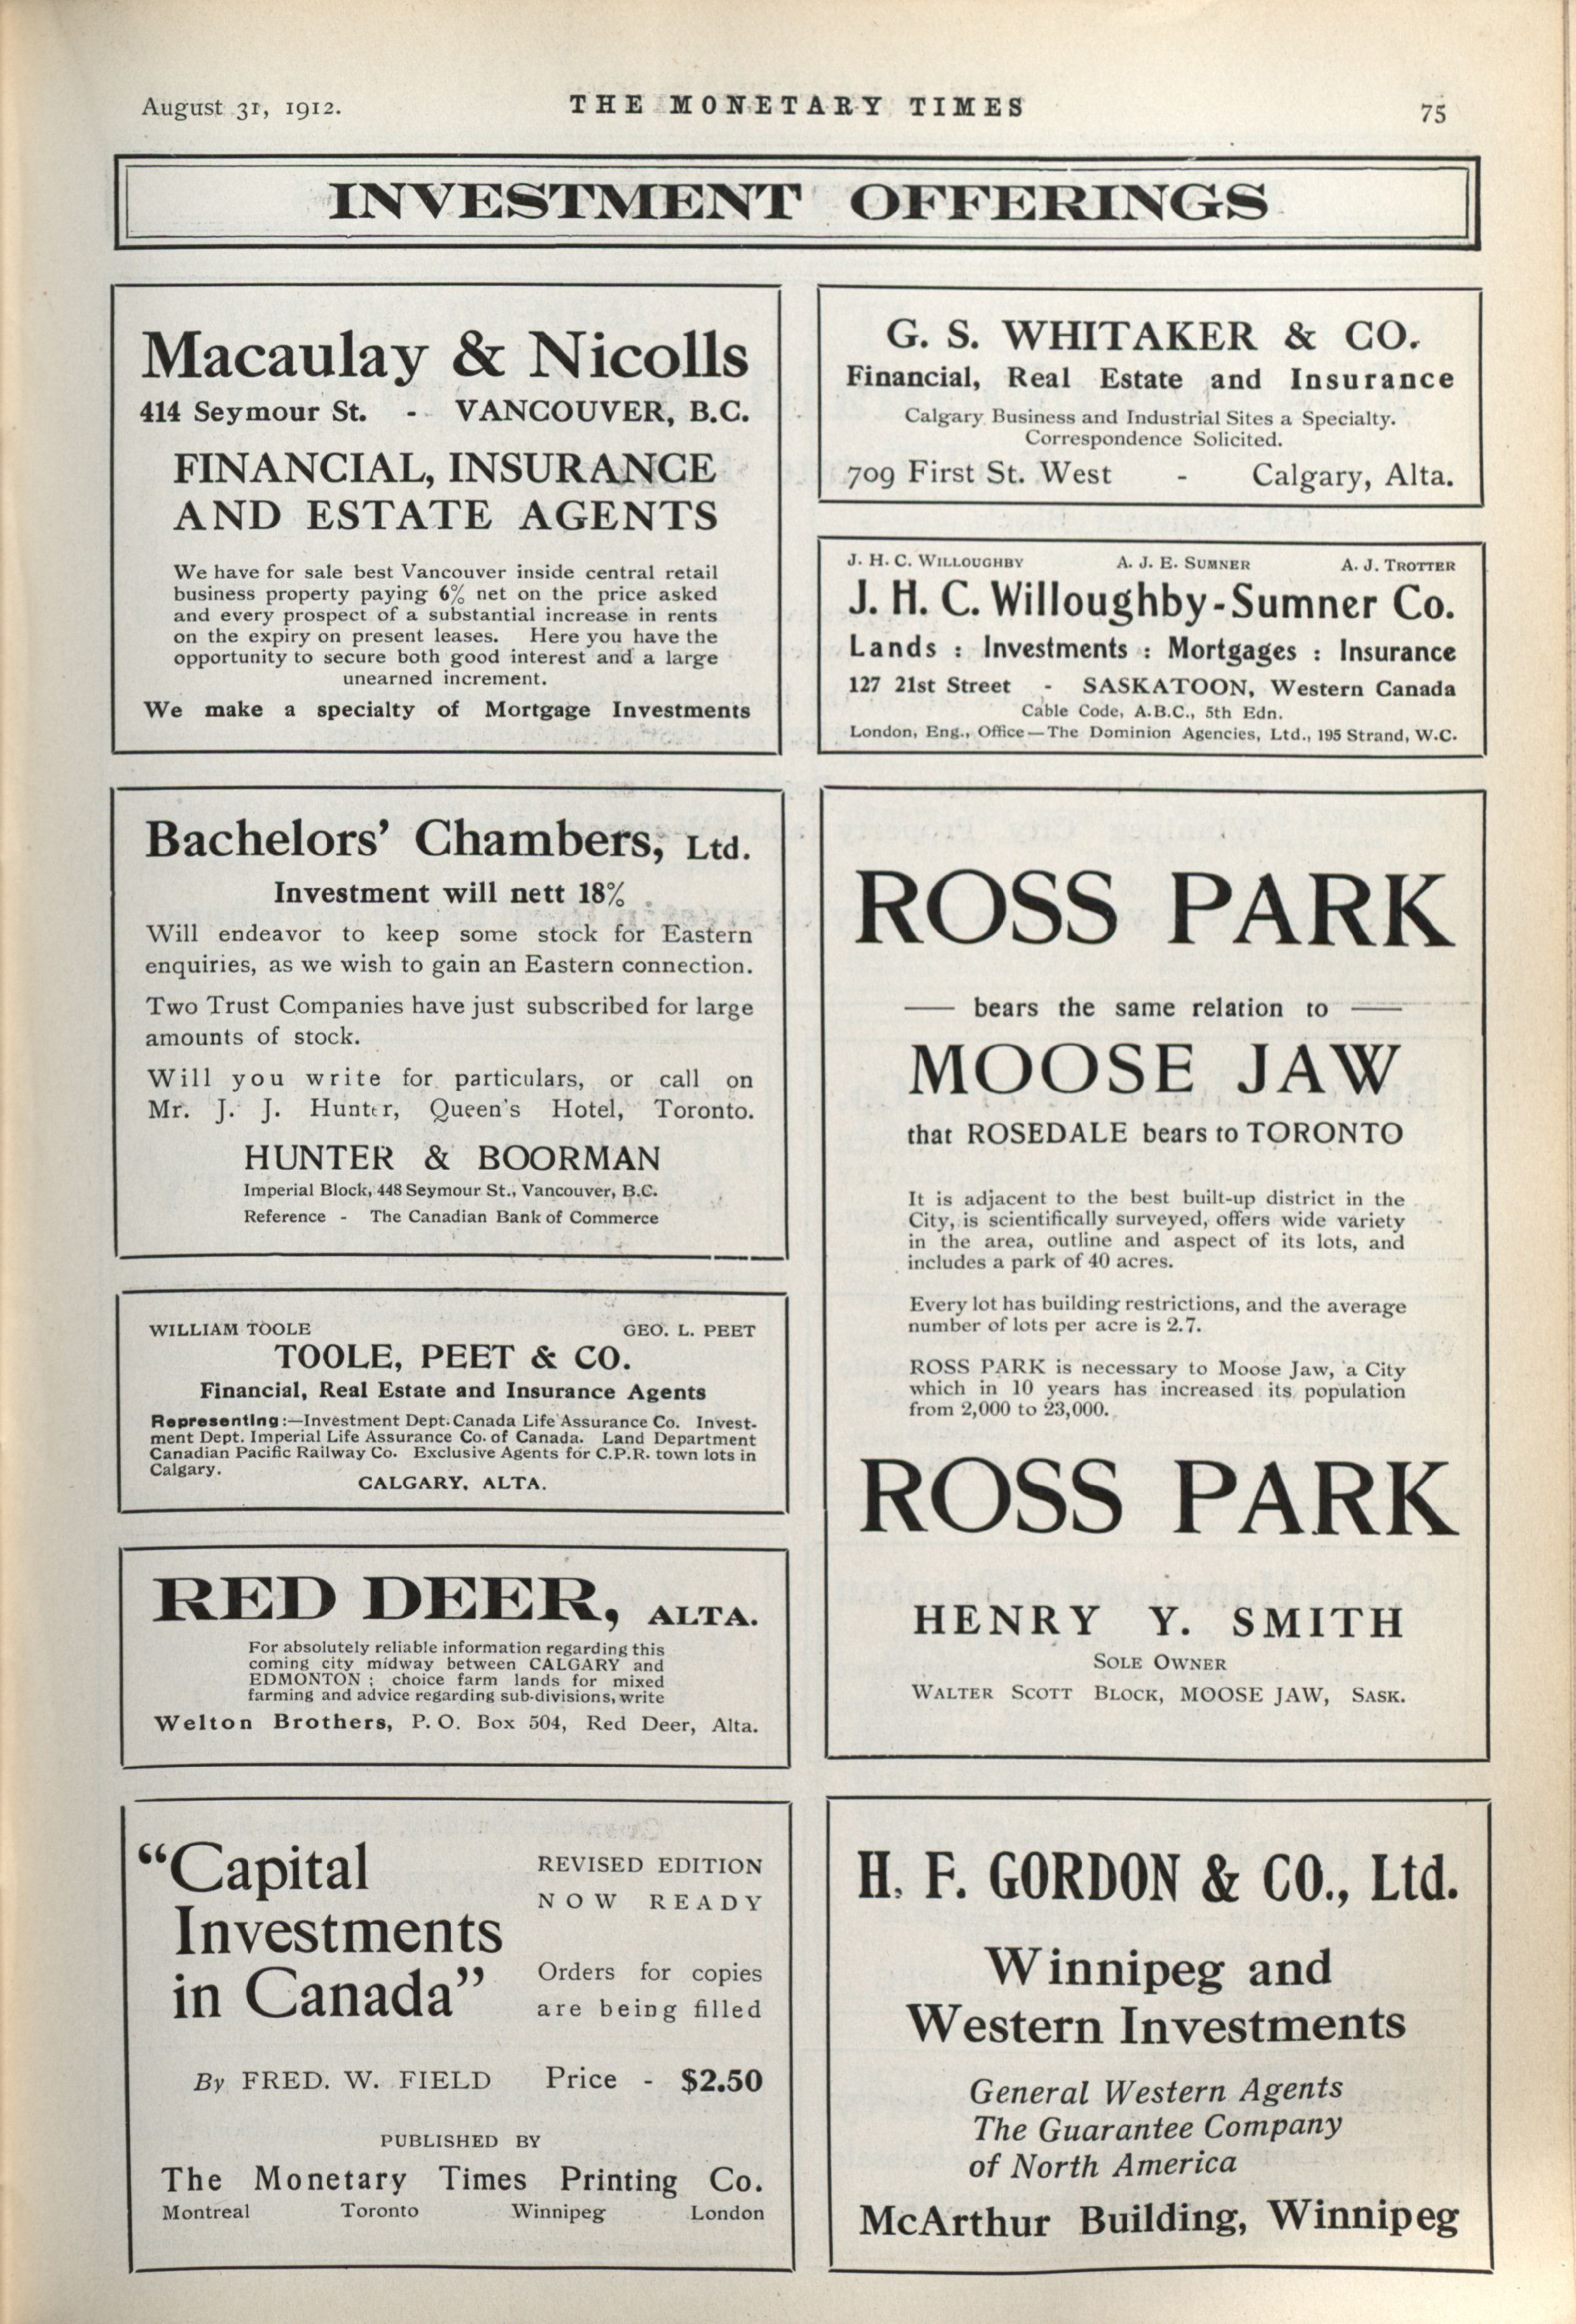 August 31, 1912.
THE MONETARY TIMES
75
INVESTMENT OFFERINGS
Macaulay & Nicolls
414 Seymour St. - VANCOUVER, B.C.
FINANCIAL, INSURANCE
AND ESTATE AGENTS
We have for sale best Vancouver inside central retail
business property paying 6% net on the price asked
and every prospect of a substantial increase in rents
on the expiry on present leases. Here you have the
opportunity to secure both good interest and a large
unearned increment.
We make a specialty of Mortgage Investments
Bachelors' Chambers, Ltd.
Investment will nett 18%
Will endeavor to keep some stock for Eastern
enquiries, as we wish to gain an Eastern connection.
Two Trust Companies have just subscribed for large
amounts of stock.
Will you write for particulars, or call on
Mr. J. J. Hunter, Queen's Hotel, Toronto.
HUNTER & BOORMAN
Imperial Block, 448 Seymour St., Vancouver, B.C.
Reference - The Canadian Bank of Commerce
WILLIAM TOOLE GEO. L. PEET
TOOLE, PEET & CO.
Financial, Real Estate and Insurance Agents
Representing:—Investment Dept. Canada Life Assurance Co. Invest-
ment Dept. Imperial Life Assurance Co. of Canada. Land Department
Canadian Pacific Railway Co. Exclusive Agents for C.P.R. town lots in
Calgary.
CALGARY, ALTA.
RED DEER, ALTA.
For absolutely reliable information regarding this
coming city midway between CALGARY and
EDMONTON ; choice farm lands for mixed
farming and advice regarding sub-divisions, write
Welton Brothers, P. O. Box 504, Red Deer, Alta.
"Capital
Investments
in Canada"
REVISED EDITION
NOW READY
Orders for copies
are being filled
By FRED. W. FIELD Price - $2.50
PUBLISHED BY
The Monetary Times Printing Co.
Montreal Toronto Winnipeg London
G. S. WHITAKER & CO.
Financial, Real Estate and Insurance
Calgary Business and Industrial Sites a Specialty.
Correspondence Solicited.
709 First St. West - Calgary, Alta.
J. H. C. WILLOUGHBY A. J. E. SUMNER A. J. TROTTER
J. H. C. Willoughby-Sumner Co.
Lands : Investments : Mortgages : Insurance
127 21st Street - SASKATOON, Western Canada
Cable Code, A.B.C., 5th Edn.
London, Eng., Office—The Dominion Agencies, Ltd., 195 Strand, W.C.
ROSS PARK
— bears the same relation to —
MOOSE JAW
that ROSEDALE bears to TORONTO
It is adjacent to the best built-up district in the
City, is scientifically surveyed, offers wide variety
in the area, outline and aspect of its lots, and
includes a park of 40 acres.
Every lot has building restrictions, and the average
number of lots per acre is 2.7.
ROSS PARK is necessary to Moose Jaw, a City
which in 10 years has increased its population
from 2,000 to 23,000.
ROSS PARK
HENRY Y. SMITH
SOLE OWNER
WALTER SCOTT BLOCK, MOOSE JAW, SASK.
H. F. GORDON & CO., Ltd.
Winnipeg and
Western Investments
General Western Agents
The Guarantee Company
of North America
McArthur Building, Winnipeg